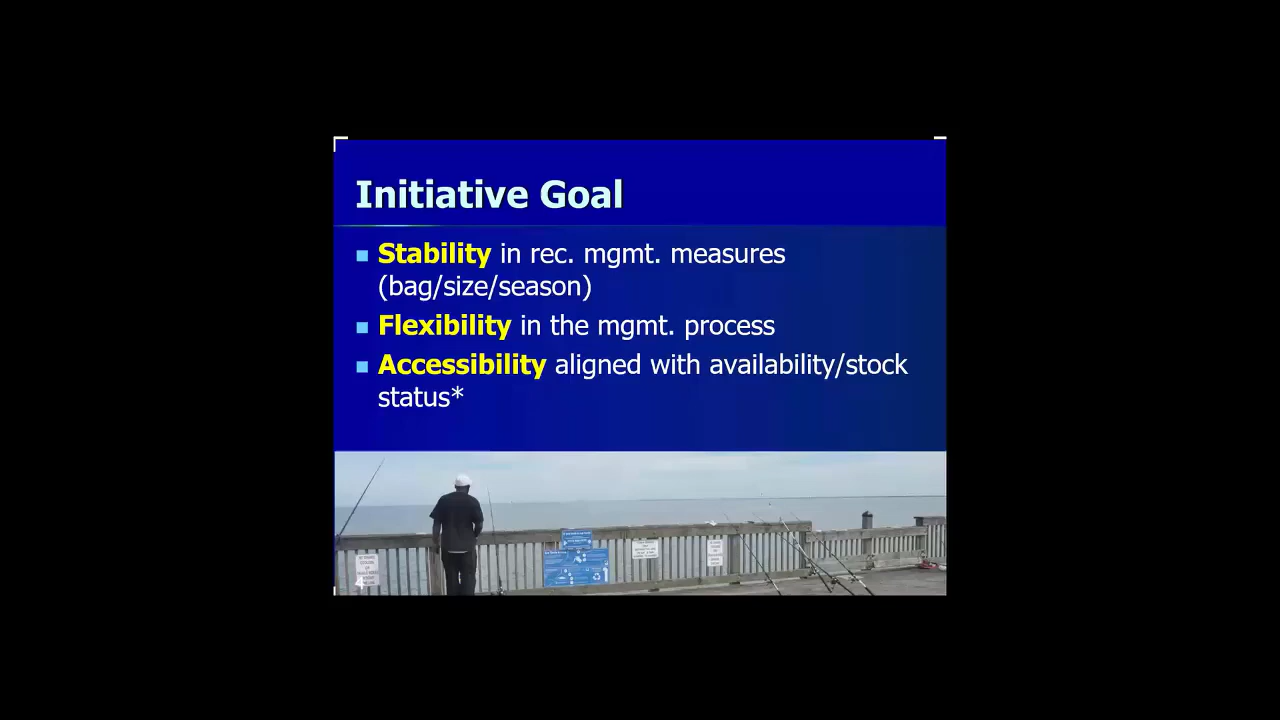 Initiative Goal
Stability in rec. mgmt. measures
(bag/size/season)
Flexibility in the mgmt. process
Accessibility aligned with availability/stock
status*